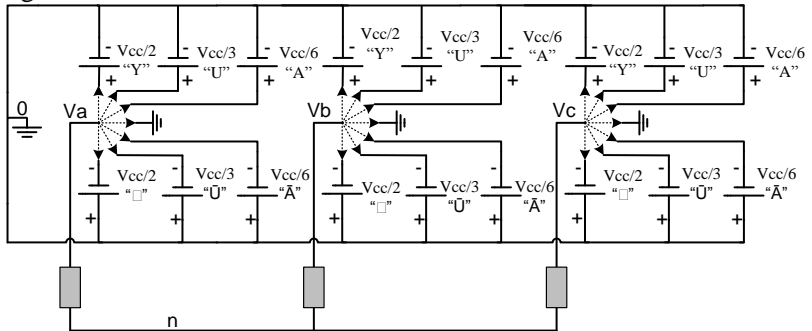 Vcc/2 Vcc/3 Vcc/6 Vcc/2 Vcc/3 Vcc/6 Vcc/2 Vcc/3 Vcc/6
"Y" "U" "A" "Y" "U" "A" "Y" "U" "A"
- - - - - - - - -
+ + + + + + + + +
0 Va Vb Vc
- - - - - - - - -
Vcc/2 Vcc/3 Vcc/6 Vcc/2 Vcc/3 Vcc/6 Vcc/2 Vcc/3 Vcc/6
"□" "Ū" "Ā" "□" "Ū" "Ā" "□" "Ū" "Ā"
+ + + + + + + + +
n